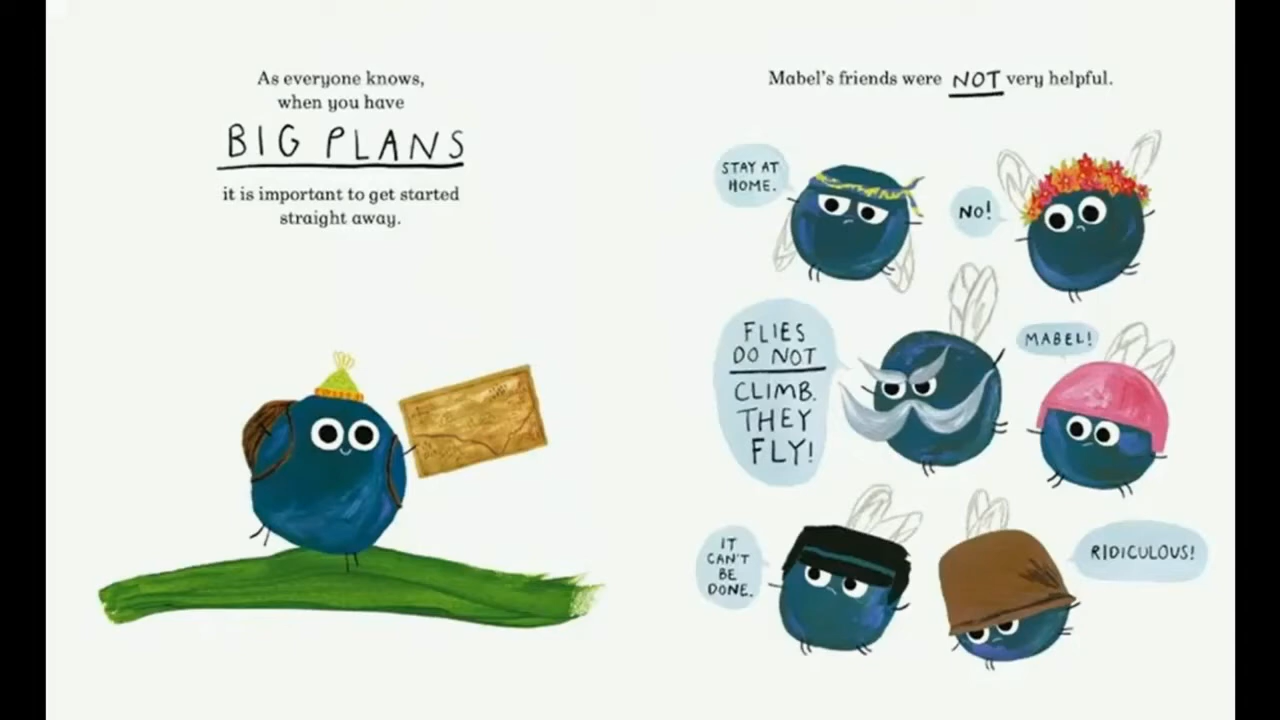 As everyone knows,
when you have
BIG PLANS
it is important to get started
straight away.
Mabel's friends were NOT very helpful.
STAY AT
HOME.
NO!
FLIES
DO NOT
CLIMB.
THEY
FLY!
MABEL!
IT
CAN'T
BE
DONE.
RIDICULOUS!